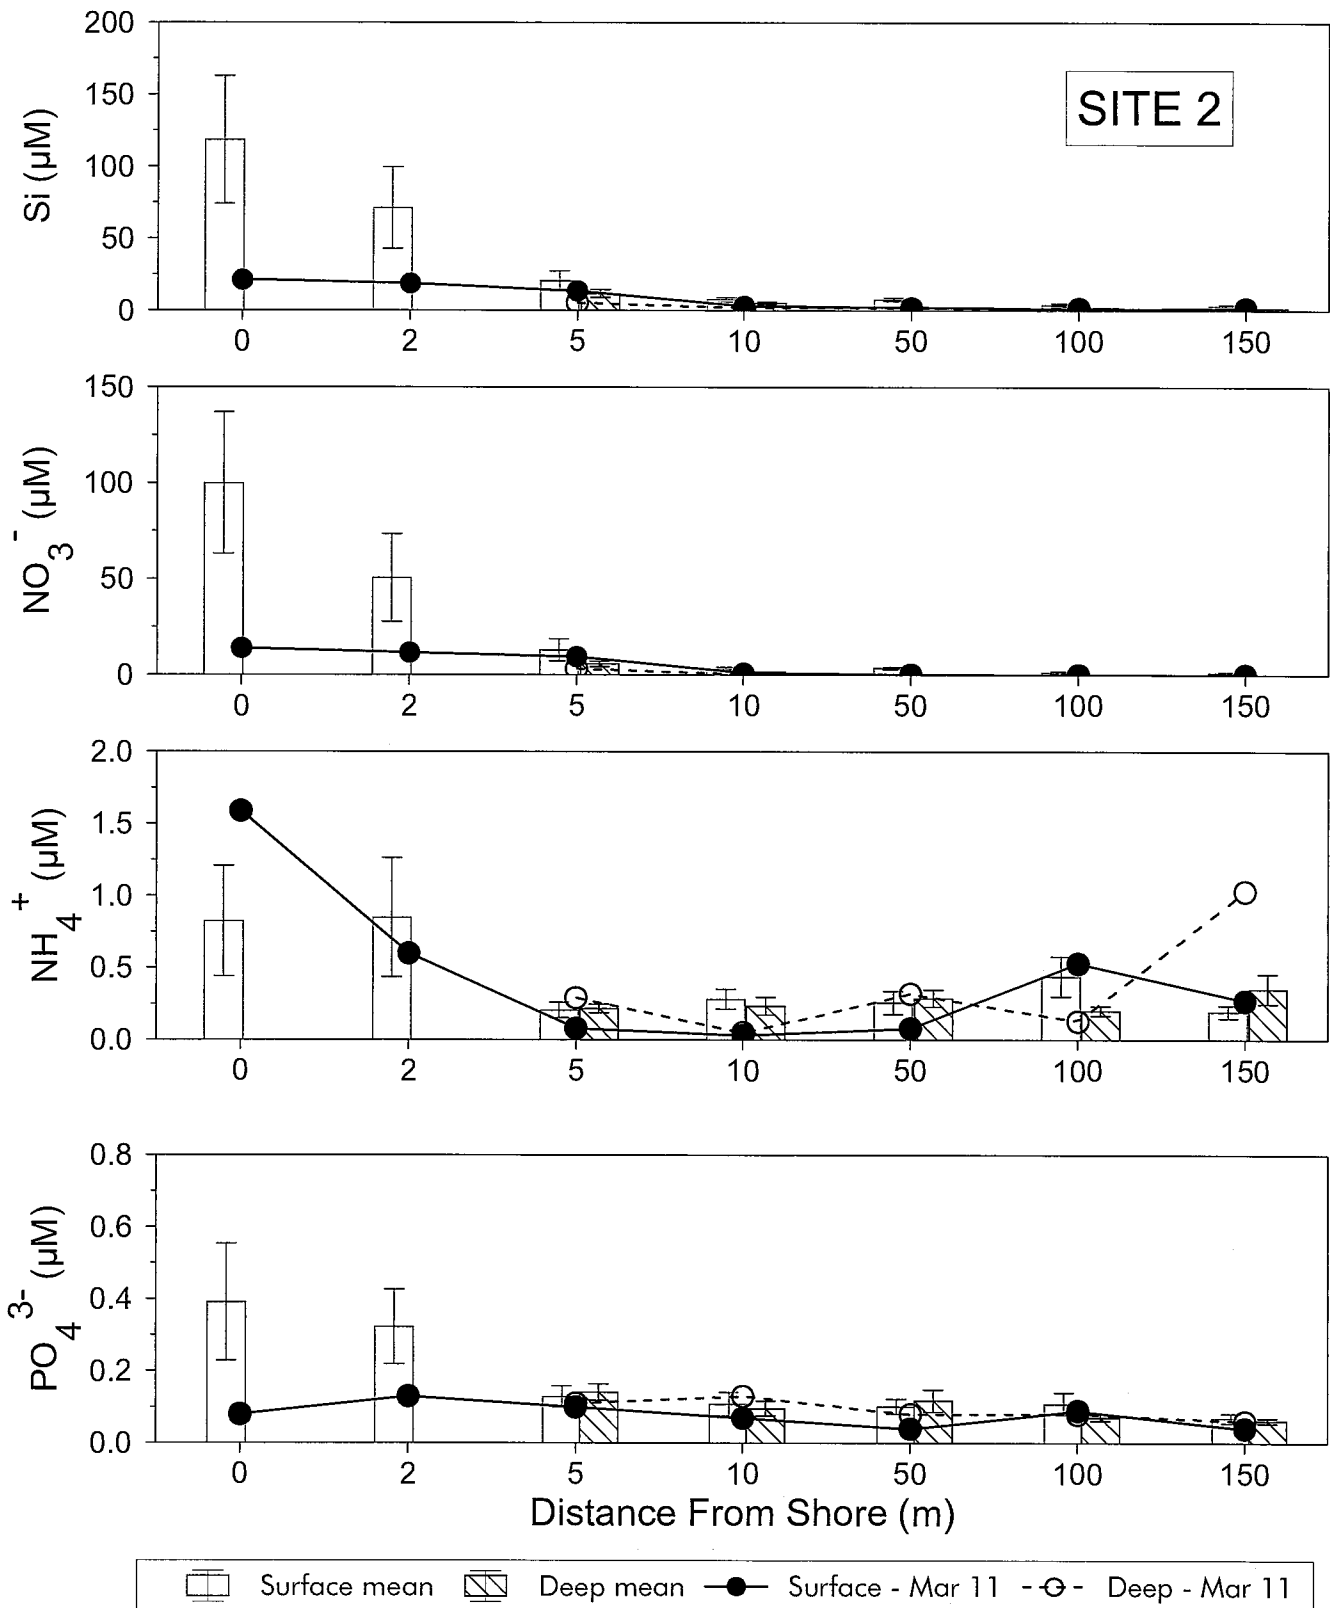 SITE 2
Si (µM)
200
150
100
50
0
0 2 5 10 50 100 150
NO3- (µM)
150
100
50
0
0 2 5 10 50 100 150
NH4+ (µM)
2.0
1.5
1.0
0.5
0.0
0 2 5 10 50 100 150
PO43- (µM)
0.8
0.6
0.4
0.2
0.0
0 2 5 10 50 100 150
Distance From Shore (m)
Surface mean Deep mean Surface - Mar 11 Deep - Mar 11